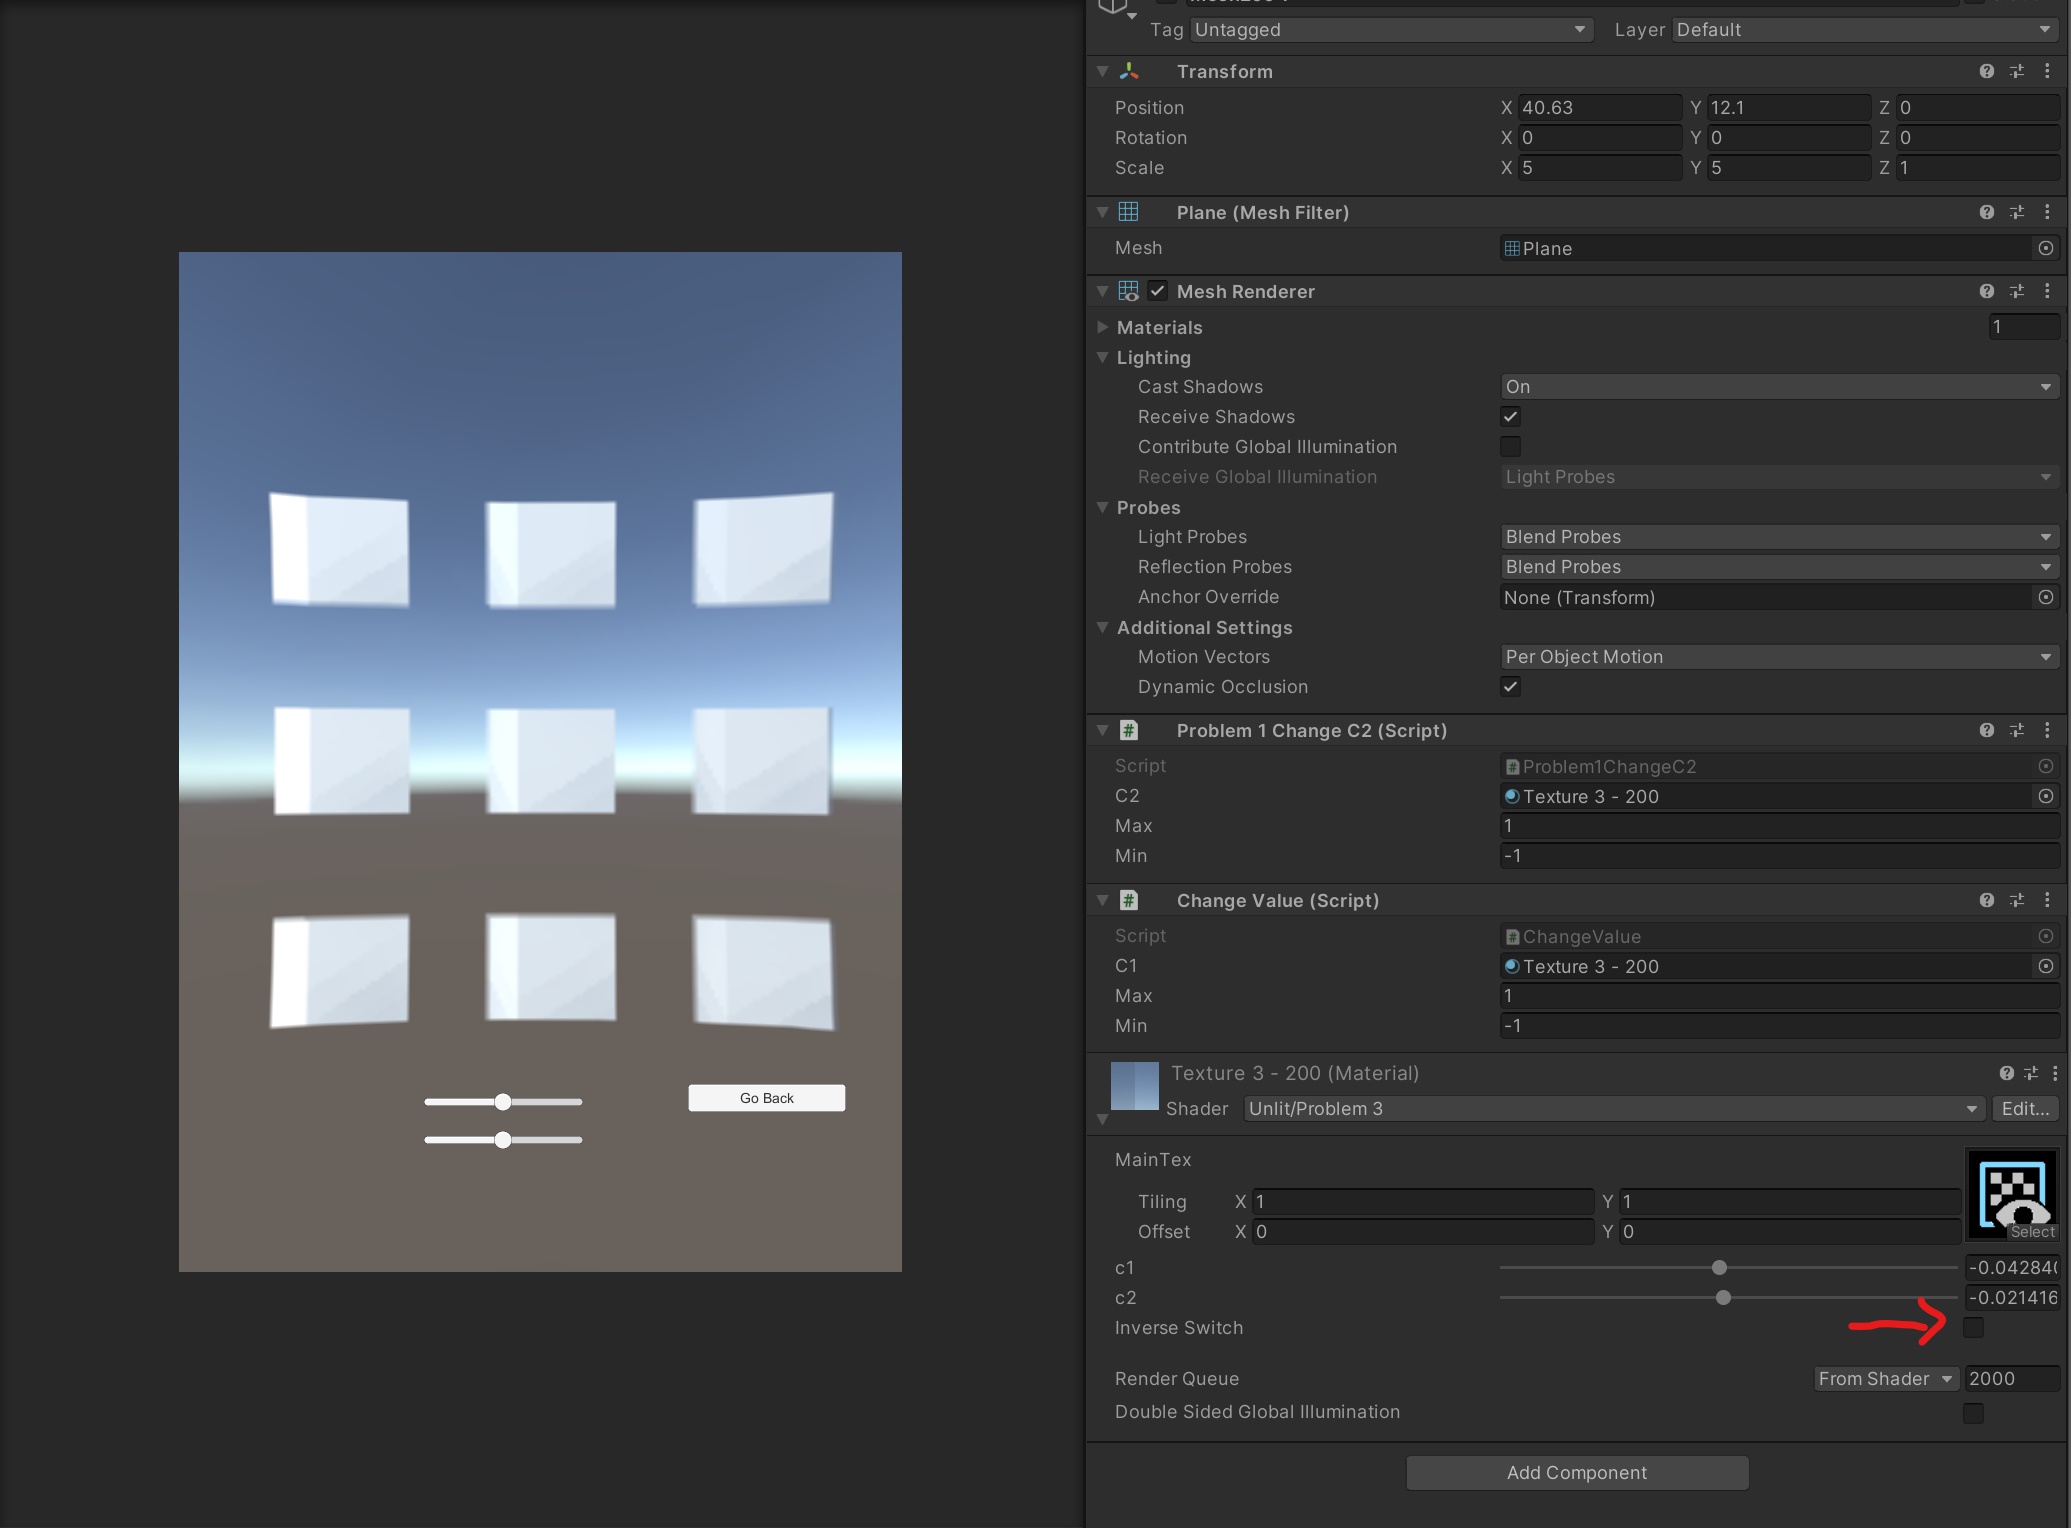 Tag Untagged Layer Default
Transform
Position X 40.63 Y 12.1 Z 0
Rotation X 0 Y 0 Z 0
Scale X 5 Y 5 Z 1
Plane (Mesh Filter)
Mesh Plane
Mesh Renderer
Materials 1
Lighting
Cast Shadows On
Receive Shadows
Contribute Global Illumination
Receive Global Illumination Light Probes
Probes
Light Probes Blend Probes
Reflection Probes Blend Probes
Anchor Override None (Transform)
Additional Settings
Motion Vectors Per Object Motion
Dynamic Occlusion
Problem 1 Change C2 (Script)
Script Problem1ChangeC2
C2 Texture 3 - 200
Max 1
Min -1
Change Value (Script)
Script ChangeValue
C1 Texture 3 - 200
Max 1
Min -1
Texture 3 - 200 (Material)
Shader Unlit/Problem 3 Edit...
MainTex
Tiling X 1 Y 1
Offset X 0 Y 0
Select
c1 -0.04284
c2 -0.021416
Inverse Switch
Render Queue From Shader 2000
Double Sided Global Illumination
Add Component
Go Back